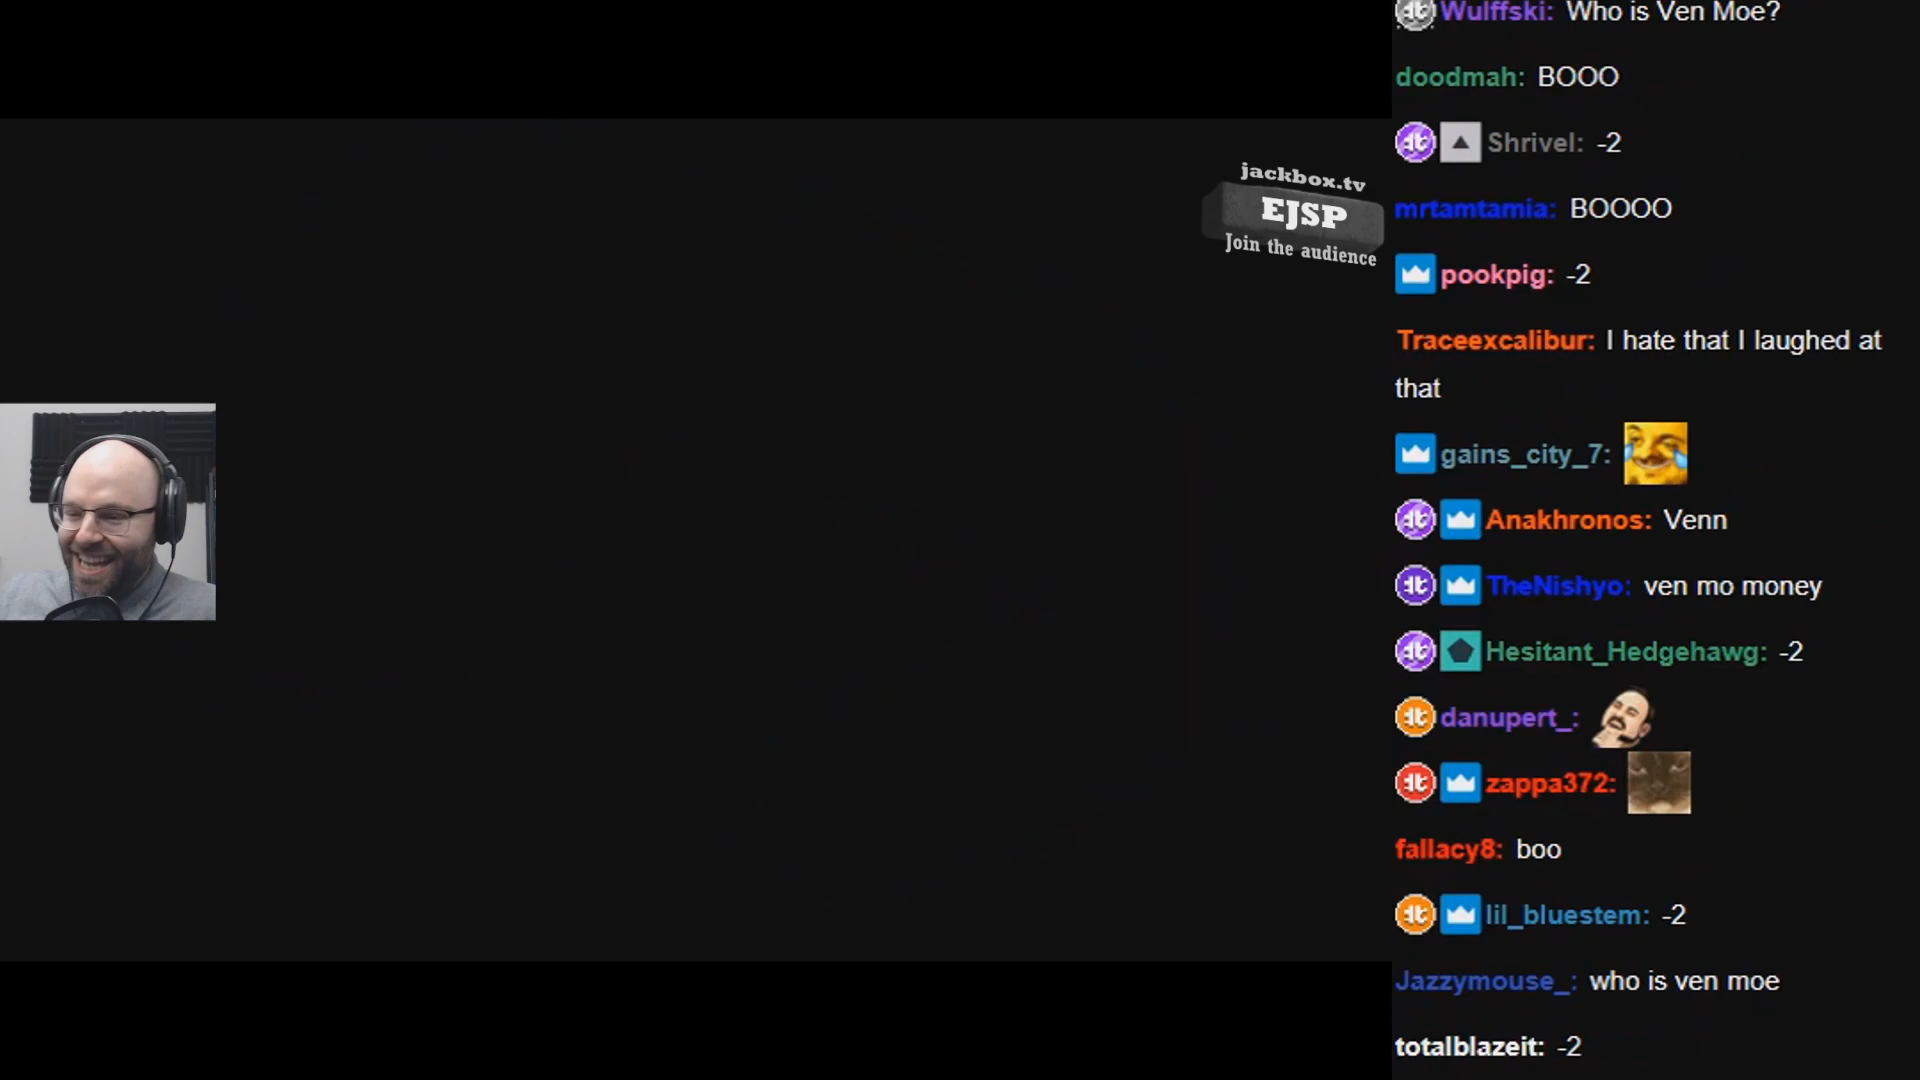 jackbox.tv
EJSP
Join the audience
Wulffski: Who is Ven Moe?
doodmah: BOOO
Shrivel: -2
mrtamtamia: BOOOO
pookpig: -2
Traceexcalibur: I hate that I laughed at
that
gains_city_7:
Anakhronos: Venn
TheNishyo: ven mo money
Hesitant_Hedgehawg: -2
danupert_:
zappa372:
fallacy8: boo
lil_bluestem: -2
Jazzymouse_: who is ven moe
totalblazeit: -2